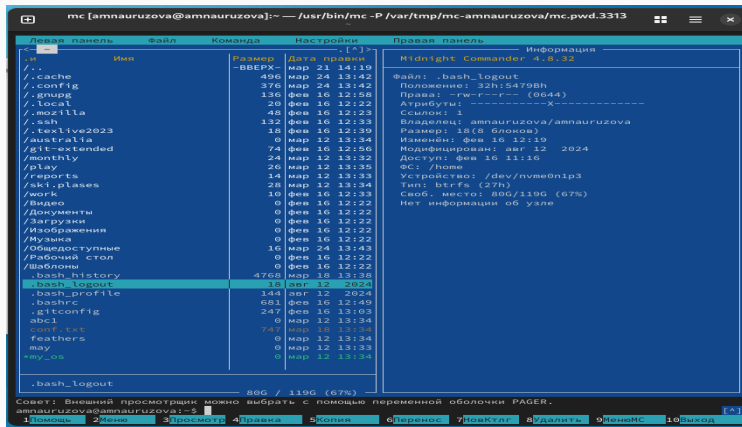 mc [amnauruzova@amnauruzova]:~ — /usr/bin/mc -P /var/tmp/mc-amnauruzova/mc.pwd.3313
Левая панель Файл Команда Настройки Правая панель
<- ~ .[^]>
.и Имя Размер Дата правки
/.. -ВВЕРХ- мар 21 14:19
/.cache 496 мар 24 13:42
/.config 376 мар 24 13:42
/.gnupg 136 фев 16 12:58
/.local 20 фев 16 12:22
/.mozilla 48 фев 16 12:23
/.ssh 132 фев 16 12:33
/.texlive2023 18 фев 16 12:39
/australia 0 мар 12 13:34
/git-extended 74 фев 16 12:56
/monthly 24 мар 12 13:32
/play 26 мар 12 13:35
/reports 14 мар 12 13:33
/ski.plases 28 мар 12 13:34
/work 10 фев 16 12:33
/Видео 0 фев 16 12:22
/Документы 0 фев 16 12:22
/Загрузки 0 фев 16 12:22
/Изображения 0 фев 16 12:22
/Музыка 0 фев 16 12:22
/Общедоступные 16 мар 24 13:43
/Рабочий стол 0 фев 16 12:22
/Шаблоны 0 фев 16 12:22
.bash_history 4768 мар 18 13:38
.bash_logout 18 авг 12 2024
.bash_profile 144 авг 12 2024
.bashrc 681 фев 16 12:49
.gitconfig 247 фев 16 13:03
abc1 0 мар 12 13:34
conf.txt 747 мар 18 13:34
feathers 0 мар 12 13:34
may 0 мар 12 13:33
*my_os 0 мар 12 13:34
.bash_logout
80G / 119G (67%)
Информация
Midnight Commander 4.8.32
Файл: .bash_logout
Положение: 32h:5479Bh
Права: -rw-r--r-- (0644)
Атрибуты: ----------X-------------
Ссылок: 1
Владелец: amnauruzova/amnauruzova
Размер: 18(8 блоков)
Изменён: фев 16 12:19
Модифицирован: авг 12 2024
Доступ: фев 16 11:16
ФС: /home
Устройство: /dev/nvme0n1p3
Тип: btrfs (27h)
Своб. место: 80G/119G (67%)
Нет информации об узле
Совет: Внешний просмотрщик можно выбрать с помощью переменной оболочки PAGER.
amnauruzova@amnauruzova:~$ [^]
1Помощь 2Меню 3Просмотр 4Правка 5Копия 6Перенос 7НовКтлг 8Удалить 9МенюMC 10Выход